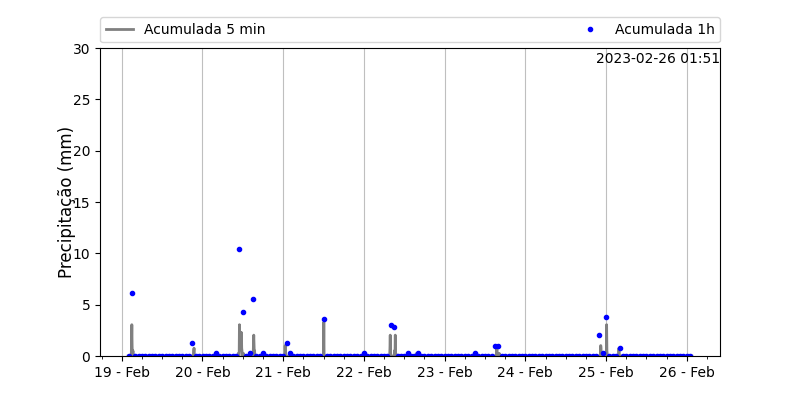 Acumulada 5 min
Acumulada 1h
2023-02-26 01:51
Precipitação (mm)
30
25
20
15
10
5
0
19 - Feb
20 - Feb
21 - Feb
22 - Feb
23 - Feb
24 - Feb
25 - Feb
26 - Feb